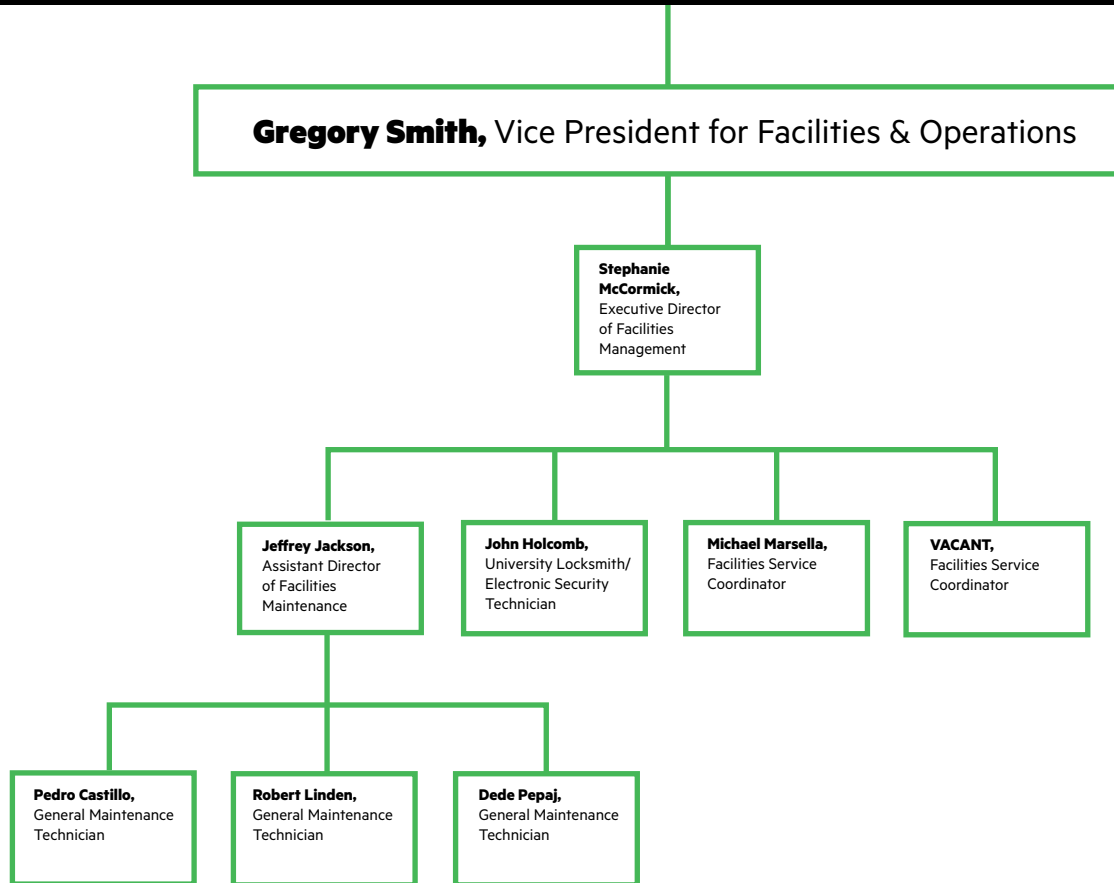 Gregory Smith, Vice President for Facilities & Operations
Stephanie
McCormick,
Executive Director
of Facilities
Management
Jeffrey Jackson,
Assistant Director
of Facilities
Maintenance
John Holcomb,
University Locksmith/
Electronic Security
Technician
Michael Marsella,
Facilities Service
Coordinator
VACANT,
Facilities Service
Coordinator
Pedro Castillo,
General Maintenance
Technician
Robert Linden,
General Maintenance
Technician
Dede Pepaj,
General Maintenance
Technician